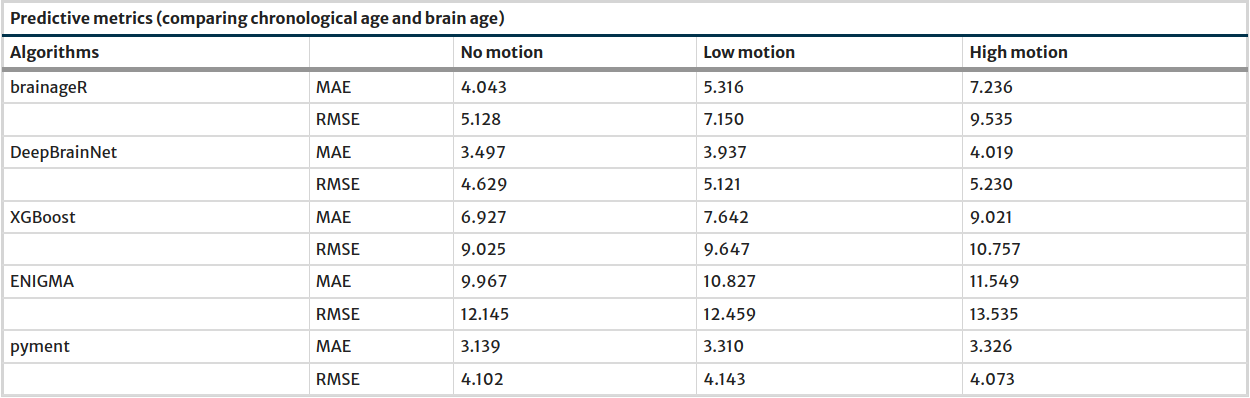 Predictive metrics (comparing chronological age and brain age)
Algorithms No motion Low motion High motion
brainageR MAE 4.043 5.316 7.236
RMSE 5.128 7.150 9.535
DeepBrainNet MAE 3.497 3.937 4.019
RMSE 4.629 5.121 5.230
XGBoost MAE 6.927 7.642 9.021
RMSE 9.025 9.647 10.757
ENIGMA MAE 9.967 10.827 11.549
RMSE 12.145 12.459 13.535
pyment MAE 3.139 3.310 3.326
RMSE 4.102 4.143 4.073